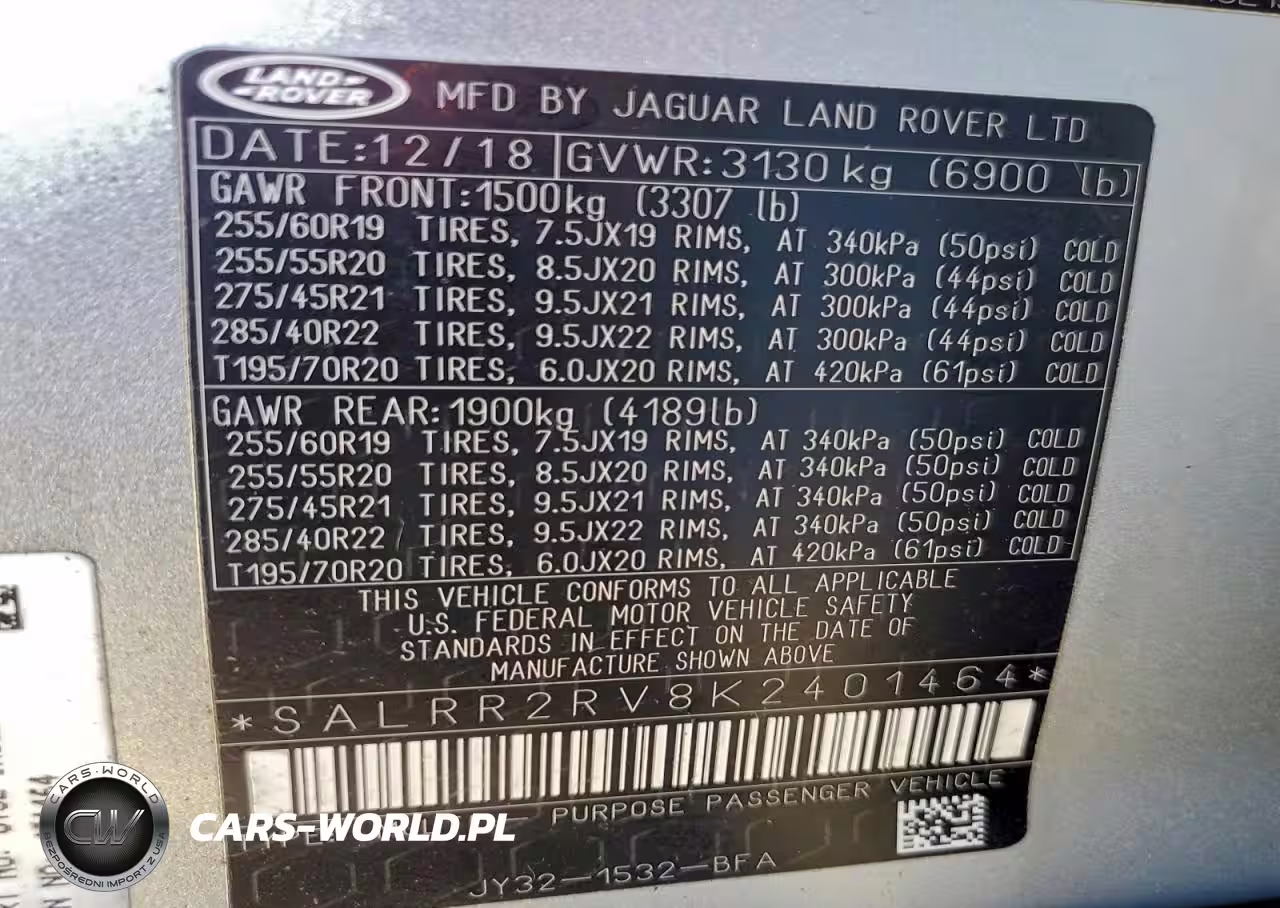 LAND ROVER MFD BY JAGUAR LAND ROVER LTD
DATE:12/18 GVWR:3130 kg (6900 lb)
GAWR FRONT:1500kg (3307 lb)
255/60R19 TIRES, 7.5JX19 RIMS, AT 340kPa (50psi) COLD
255/55R20 TIRES, 8.5JX20 RIMS, AT 300kPa (44psi) COLD
275/45R21 TIRES, 9.5JX21 RIMS, AT 300kPa (44psi) COLD
285/40R22 TIRES, 9.5JX22 RIMS, AT 300kPa (44psi) COLD
T195/70R20 TIRES, 6.0JX20 RIMS, AT 420kPa (61psi) COLD
GAWR REAR:1900kg (4189lb)
255/60R19 TIRES, 7.5JX19 RIMS, AT 340kPa (50psi) COLD
255/55R20 TIRES, 8.5JX20 RIMS, AT 340kPa (50psi) COLD
275/45R21 TIRES, 9.5JX21 RIMS, AT 340kPa (50psi) COLD
285/40R22 TIRES, 9.5JX22 RIMS, AT 340kPa (50psi) COLD
T195/70R20 TIRES, 6.0JX20 RIMS, AT 420kPa (61psi) COLD
THIS VEHICLE CONFORMS TO ALL APPLICABLE
U.S. FEDERAL MOTOR VEHICLE SAFETY
STANDARDS IN EFFECT ON THE DATE OF
MANUFACTURE SHOWN ABOVE
*SALRR2RV8K2401464*
PURPOSE PASSENGER VEHICLE
JY32-1532-BFA
CARS-WORLD
CW
BEZPOŚREDNI IMPORT Z USA
CARS-WORLD.PL